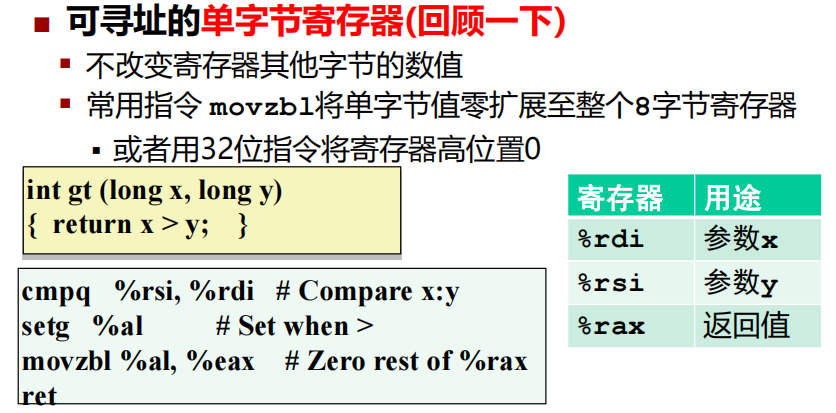 可寻址的单字节寄存器(回顾一下)
不改变寄存器其他字节的数值
常用指令 movzbl将单字节值零扩展至整个8字节寄存器
或者用32位指令将寄存器高位置0
int gt (long x, long y)
{ return x > y; }
cmpq %rsi, %rdi # Compare x:y
setg %al # Set when >
movzbl %al, %eax # Zero rest of %rax
ret
寄存器 用途
%rdi 参数x
%rsi 参数y
%rax 返回值